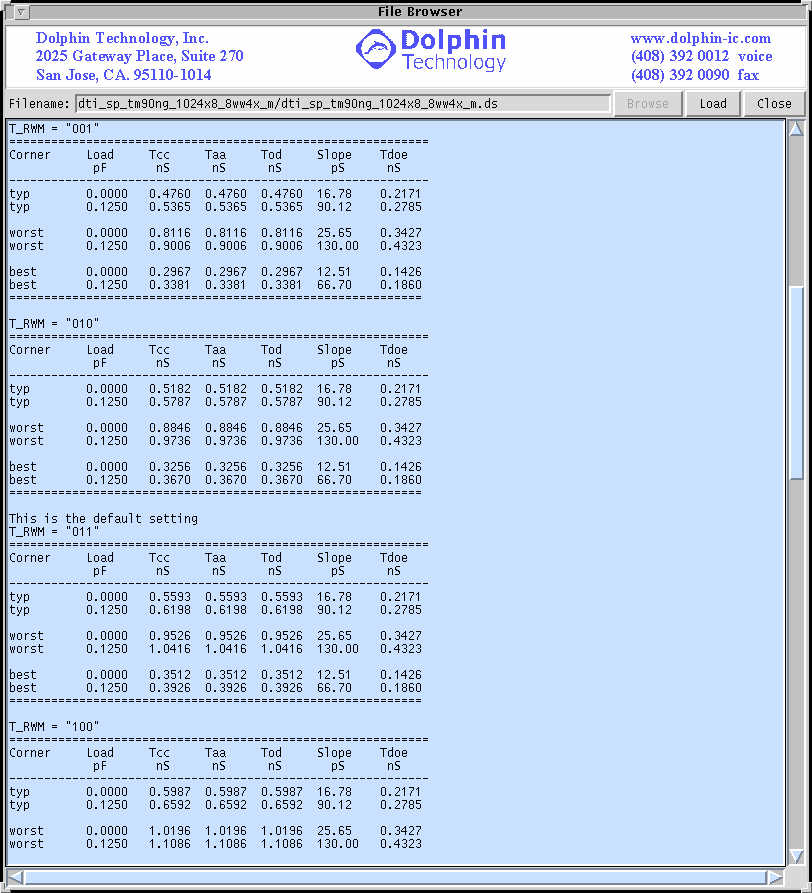 File Browser
Dolphin Technology, Inc.
2025 Gateway Place, Suite 270
San Jose, CA. 95110-1014
Dolphin
Technology
www.dolphin-ic.com
(408) 392 0012 voice
(408) 392 0090 fax
Filename: dti_sp_tm90ng_1024x8_8ww4x_m/dti_sp_tm90ng_1024x8_8ww4x_m.ds Browse Load Close
T_RWM = "001"
============================================================
Corner Load Tcc Taa Tod Slope Tdoe
pF nS nS nS pS nS
------------------------------------------------------------
typ 0.0000 0.4760 0.4760 0.4760 16.78 0.2171
typ 0.1250 0.5365 0.5365 0.5365 90.12 0.2785
worst 0.0000 0.8116 0.8116 0.8116 25.65 0.3427
worst 0.1250 0.9006 0.9006 0.9006 130.00 0.4323
best 0.0000 0.2967 0.2967 0.2967 12.51 0.1426
best 0.1250 0.3381 0.3381 0.3381 66.70 0.1860
===========================================================
T_RWM = "010"
============================================================
Corner Load Tcc Taa Tod Slope Tdoe
pF nS nS nS pS nS
------------------------------------------------------------
typ 0.0000 0.5182 0.5182 0.5182 16.78 0.2171
typ 0.1250 0.5787 0.5787 0.5787 90.12 0.2785
worst 0.0000 0.8846 0.8846 0.8846 25.65 0.3427
worst 0.1250 0.9736 0.9736 0.9736 130.00 0.4323
best 0.0000 0.3256 0.3256 0.3256 12.51 0.1426
best 0.1250 0.3670 0.3670 0.3670 66.70 0.1860
===========================================================
This is the default setting
T_RWM = "011"
============================================================
Corner Load Tcc Taa Tod Slope Tdoe
pF nS nS nS pS nS
------------------------------------------------------------
typ 0.0000 0.5593 0.5593 0.5593 16.78 0.2171
typ 0.1250 0.6198 0.6198 0.6198 90.12 0.2785
worst 0.0000 0.9526 0.9526 0.9526 25.65 0.3427
worst 0.1250 1.0416 1.0416 1.0416 130.00 0.4323
best 0.0000 0.3512 0.3512 0.3512 12.51 0.1426
best 0.1250 0.3926 0.3926 0.3926 66.70 0.1860
===========================================================
T_RWM = "100"
============================================================
Corner Load Tcc Taa Tod Slope Tdoe
pF nS nS nS pS nS
------------------------------------------------------------
typ 0.0000 0.5987 0.5987 0.5987 16.78 0.2171
typ 0.1250 0.6592 0.6592 0.6592 90.12 0.2785
worst 0.0000 1.0196 1.0196 1.0196 25.65 0.3427
worst 0.1250 1.1086 1.1086 1.1086 130.00 0.4323